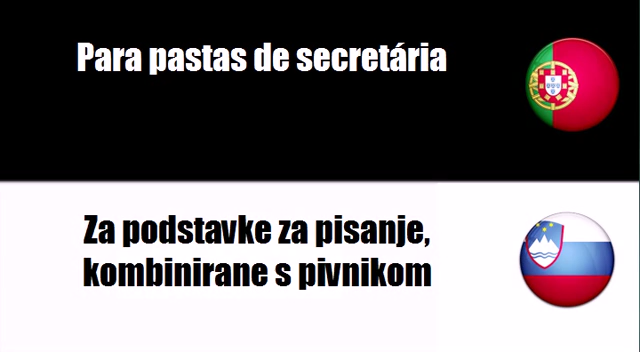 Para pastas de secretária
Za podstavke za pisanje,
kombinirane s pivnikom